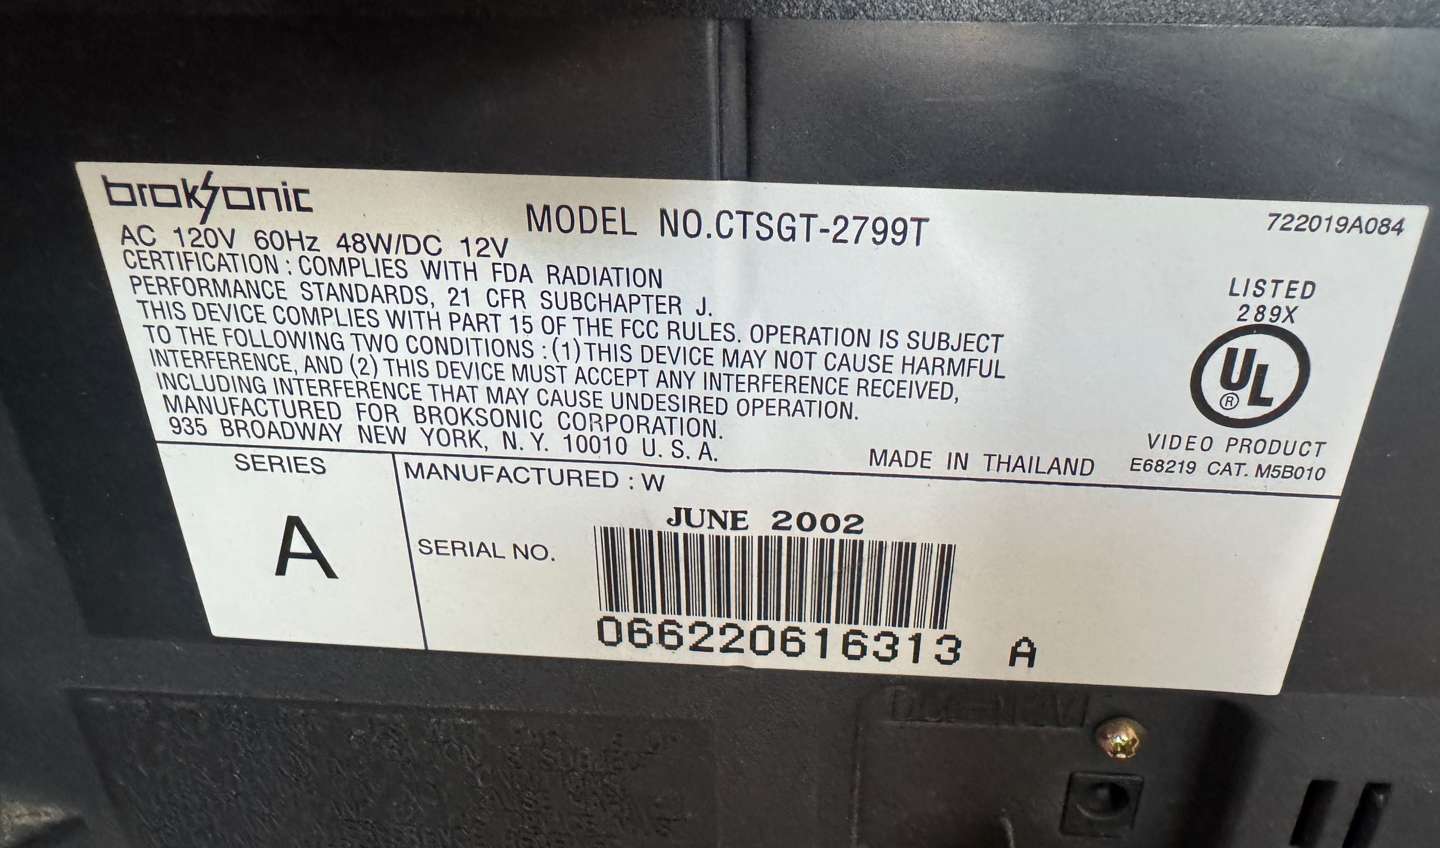 broksonic
MODEL NO.CTSGT-2799T
722019A084
AC 120V 60Hz 48W/DC 12V
CERTIFICATION : COMPLIES WITH FDA RADIATION
PERFORMANCE STANDARDS, 21 CFR SUBCHAPTER J.
THIS DEVICE COMPLIES WITH PART 15 OF THE FCC RULES. OPERATION IS SUBJECT
TO THE FOLLOWING TWO CONDITIONS : (1) THIS DEVICE MAY NOT CAUSE HARMFUL
INTERFERENCE, AND (2) THIS DEVICE MUST ACCEPT ANY INTERFERENCE RECEIVED,
INCLUDING INTERFERENCE THAT MAY CAUSE UNDESIRED OPERATION.
MANUFACTURED FOR BROKSONIC CORPORATION.
935 BROADWAY NEW YORK, N. Y. 10010 U. S. A.
MADE IN THAILAND
LISTED
289X
UL
®
VIDEO PRODUCT
E68219 CAT. M5B010
SERIES
A
MANUFACTURED : W
JUNE 2002
SERIAL NO.
066220616313 A